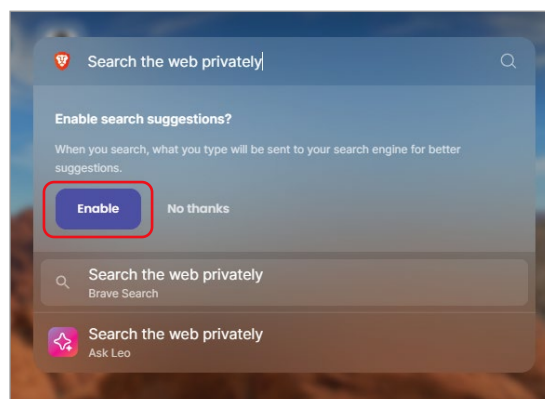 Search the web privately
Enable search suggestions?
When you search, what you type will be sent to your search engine for better
suggestions.
Enable No thanks
Search the web privately
Brave Search
Search the web privately
Ask Leo